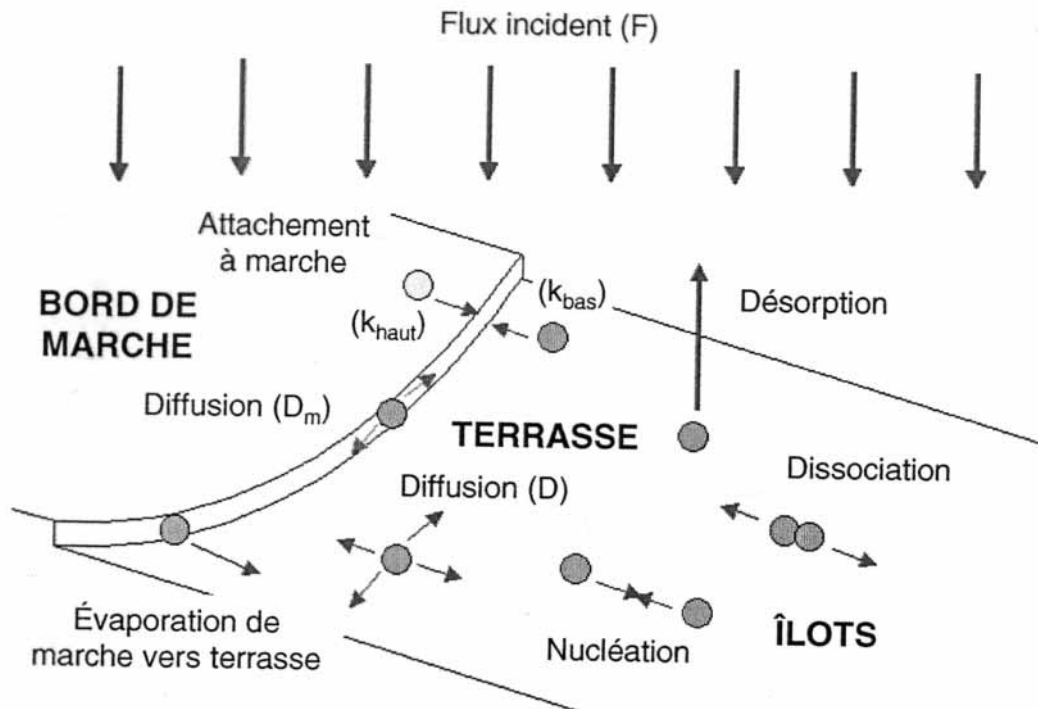 Flux incident (F)
Attachement
à marche
BORD DE
MARCHE
(k_haut)
(k_bas)
Désorption
Diffusion (D_m)
TERRASSE
Diffusion (D)
Dissociation
Évaporation de
marche vers terrasse
Nucléation
ÎLOTS